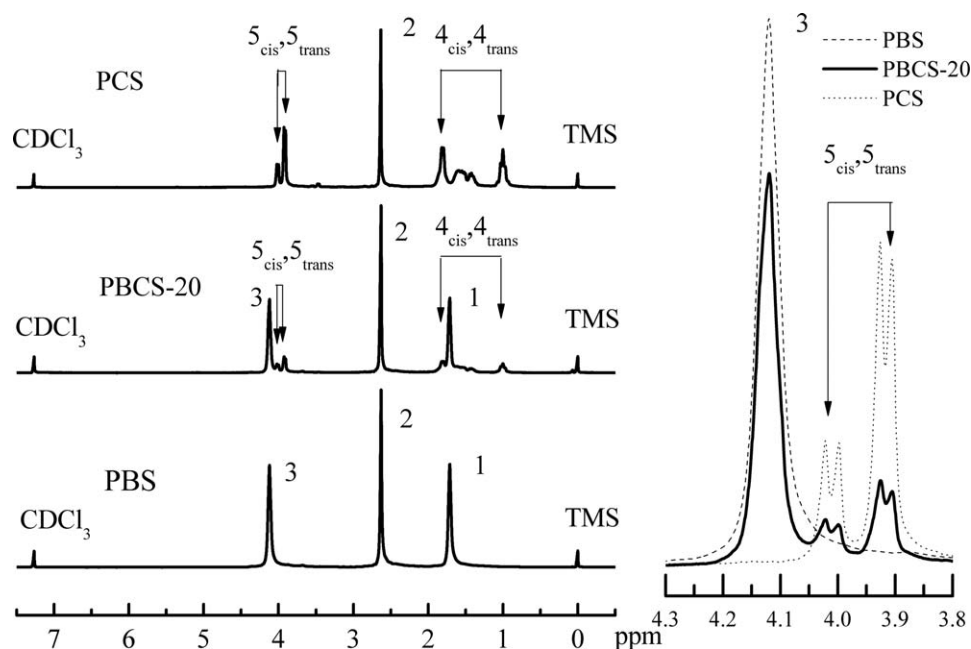 5cis,5trans
2
4cis,4trans
PCS
CDCl3
TMS
2
4cis,4trans
5cis,5trans
PBCS-20
3
1
CDCl3
TMS
2
PBS
3
1
CDCl3
TMS
7 6 5 4 3 2 1 0 ppm
3
PBS
PBCS-20
PCS
5cis,5trans
4.3 4.2 4.1 4.0 3.9 3.8